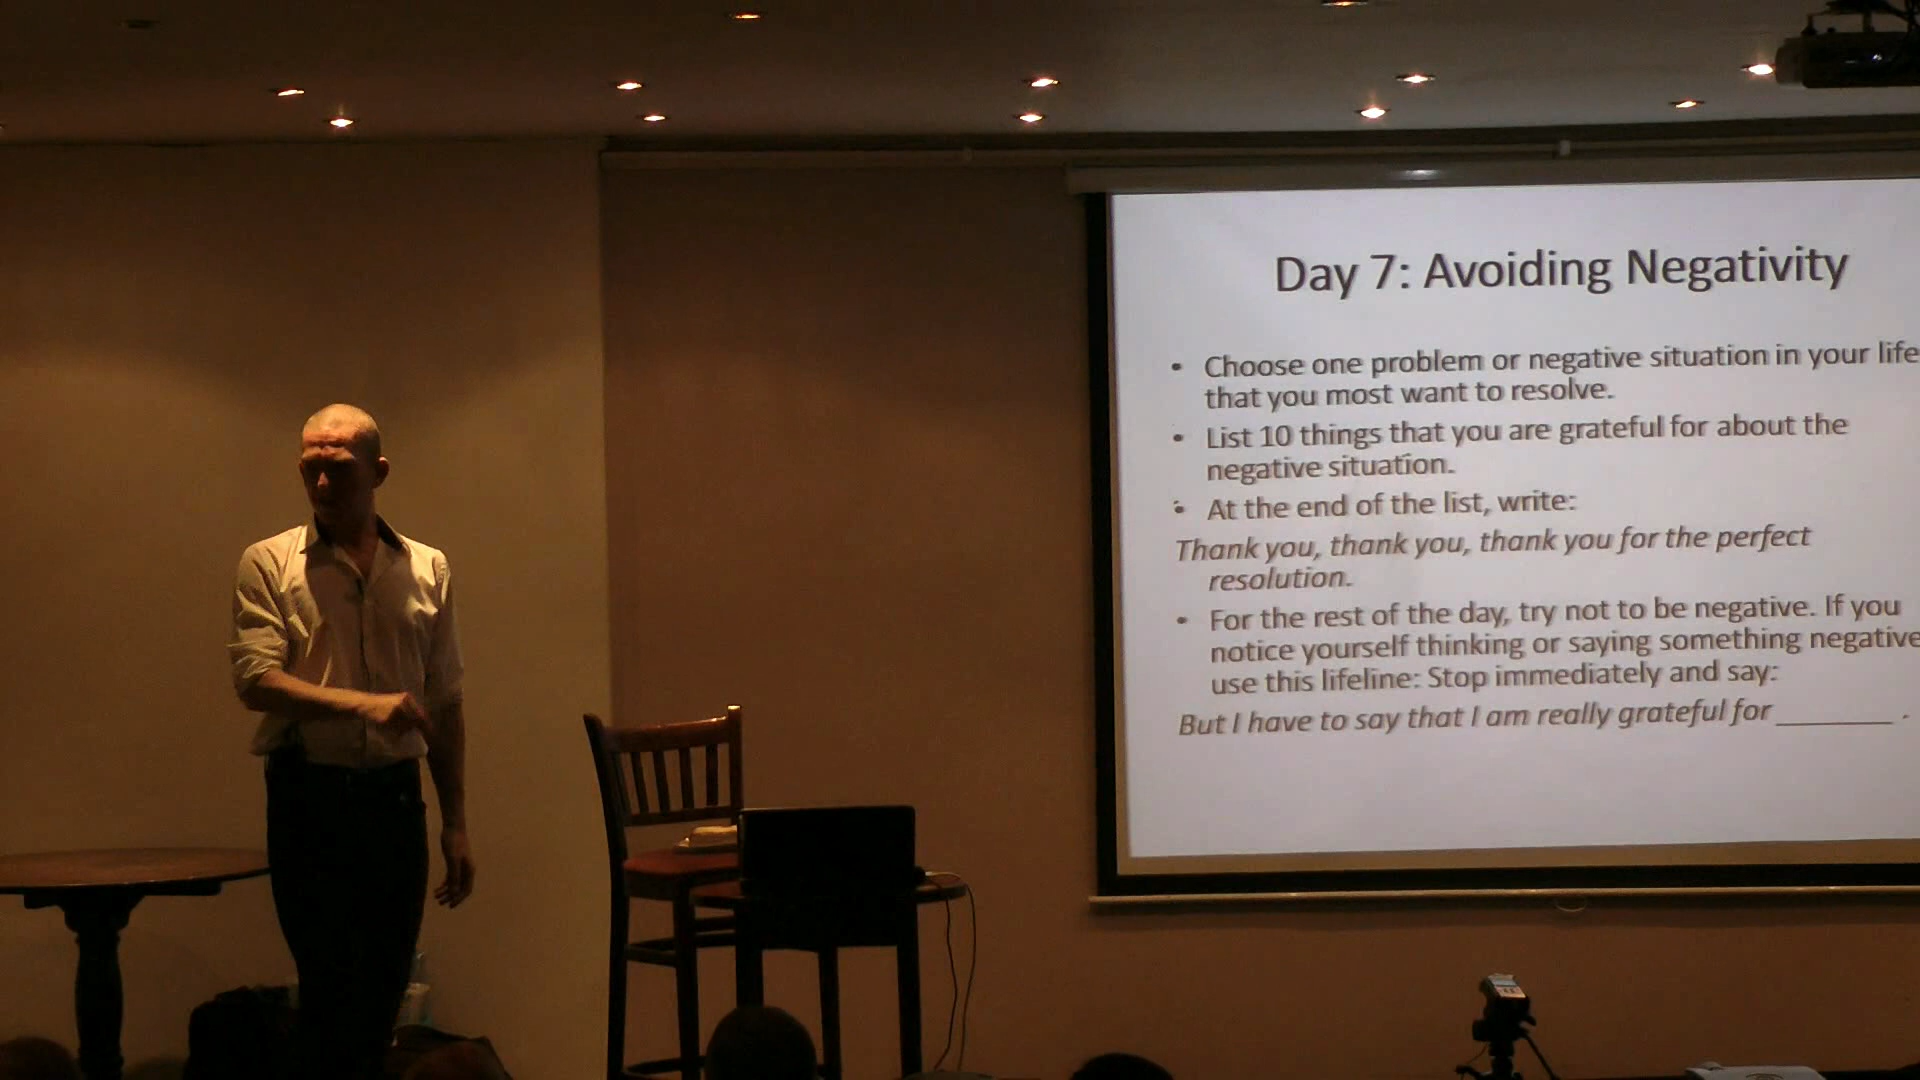 Day 7: Avoiding Negativity
• Choose one problem or negative situation in your life
that you most want to resolve.
• List 10 things that you are grateful for about the
negative situation.
• At the end of the list, write:
Thank you, thank you, thank you for the perfect
resolution.
• For the rest of the day, try not to be negative. If you
notice yourself thinking or saying something negative
use this lifeline: Stop immediately and say:
But I have to say that I am really grateful for ________ .